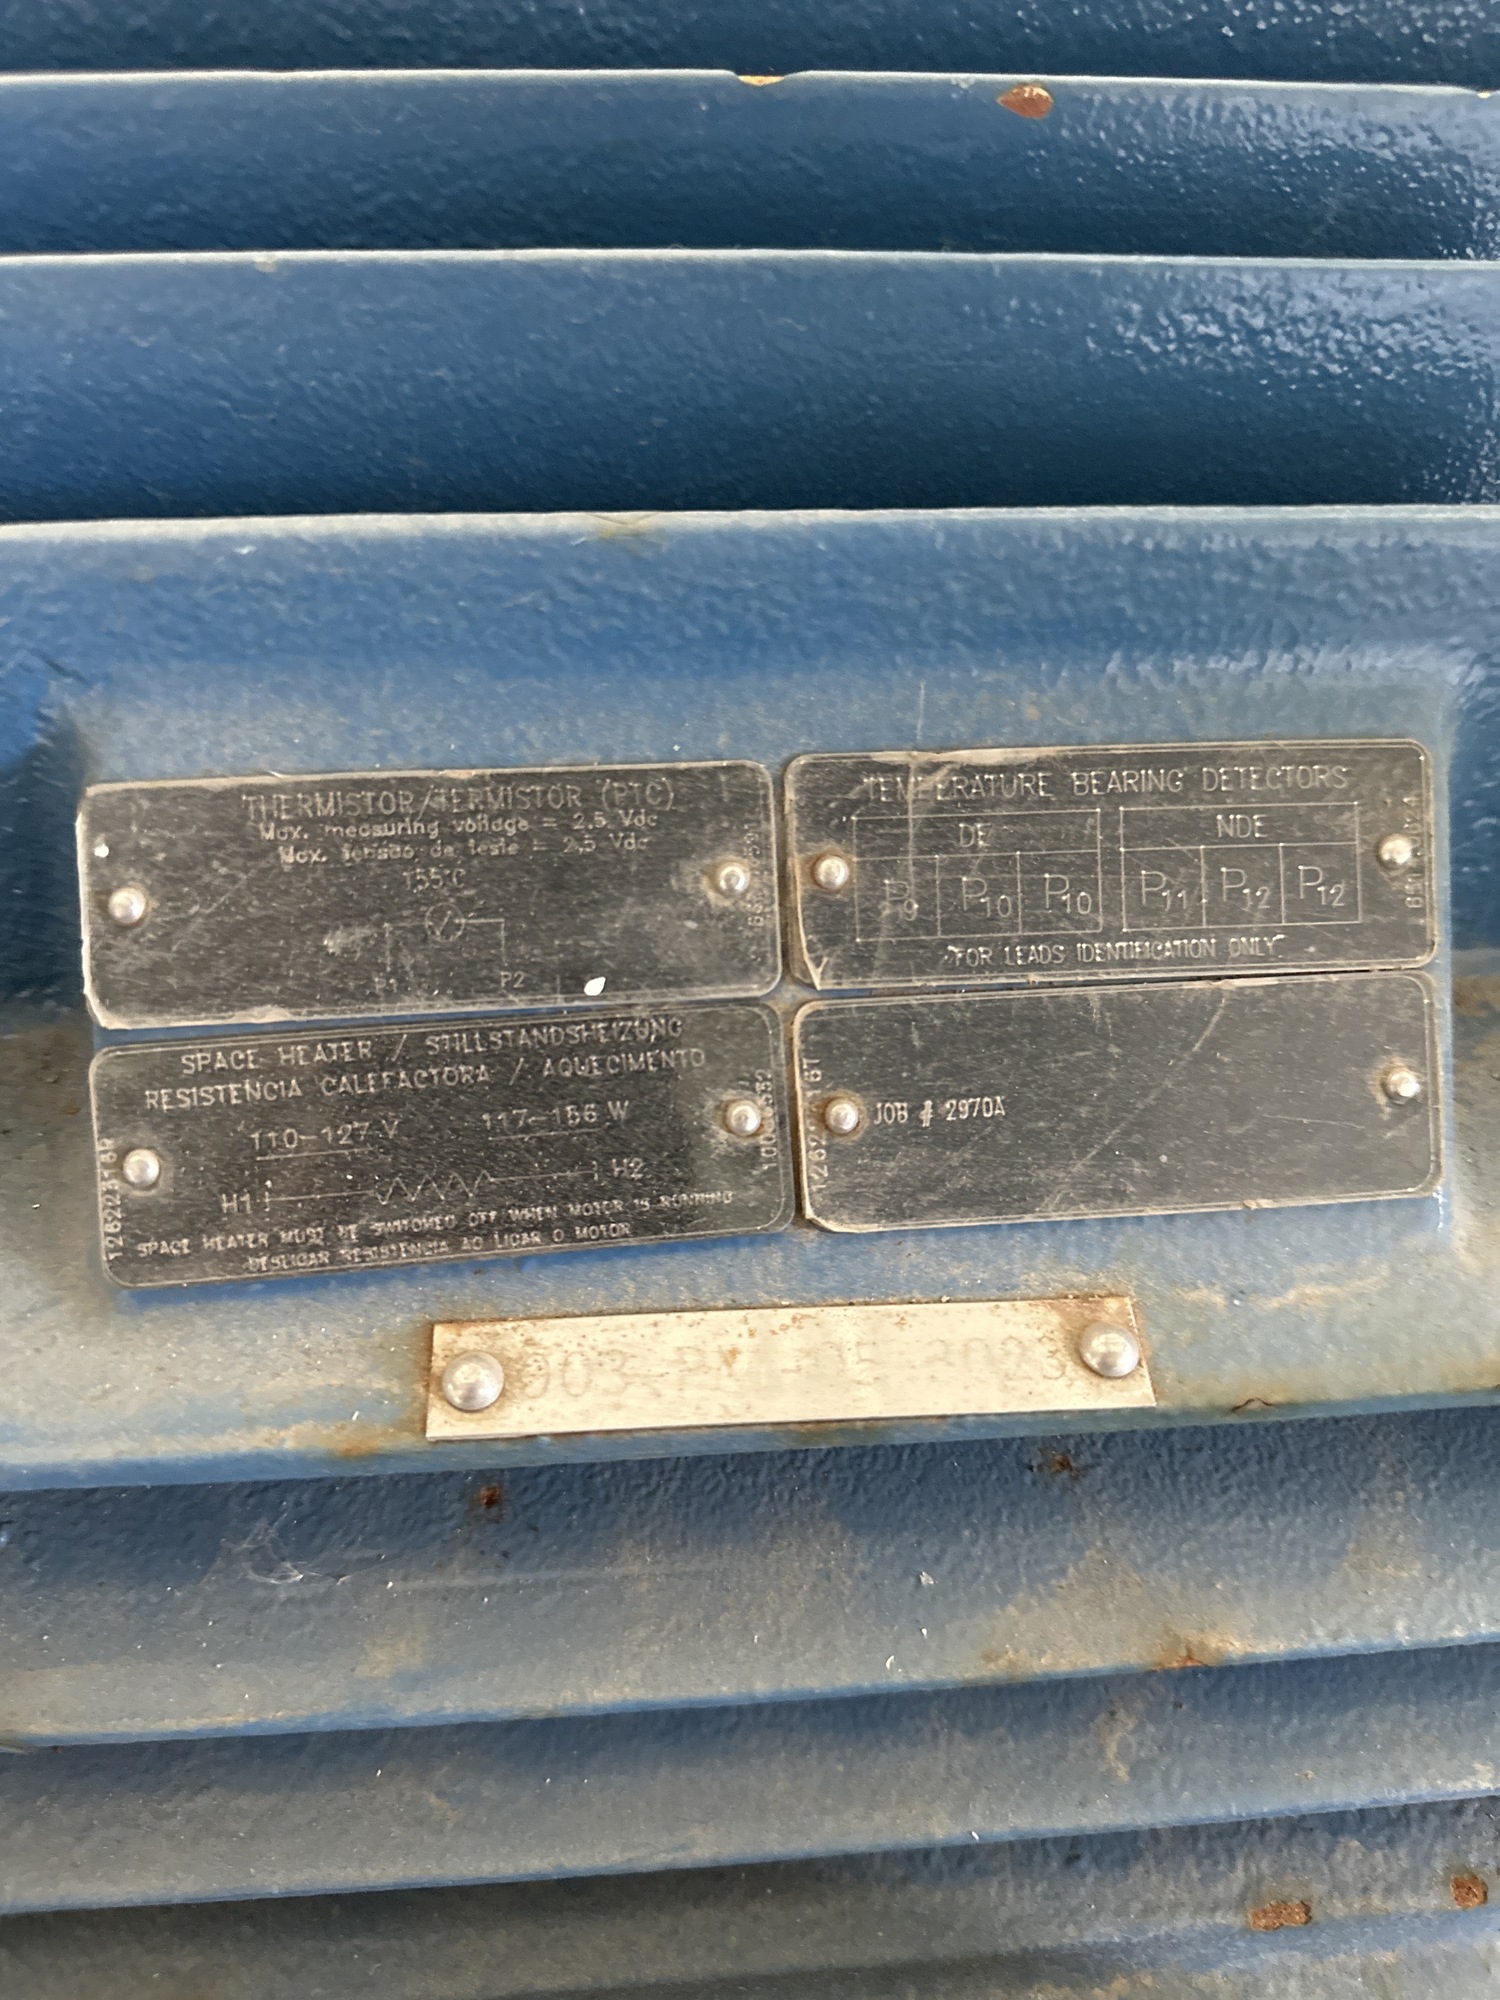 THERMISTOR/TERMISTOR (PTC)
Max. measuring voltage = 2,5 Vdc
Max. tensão de teste = 2,5 Vdc
155°C
P1 P2
TEMPERATURE BEARING DETECTORS
DE NDE
P9 P10 P10 P11 P12 P12
"FOR LEADS IDENTIFICATION ONLY"
SPACE HEATER / STILLSTANDSHEIZUNG
RESISTENCIA CALEFACTORA / AQUECIMENTO
110-127 V 117-156 W
H1 H2
SPACE HEATER MUST BE SWITCHED OFF WHEN MOTOR IS RUNNING
DESLIGAR RESISTENCIA AO LIGAR O MOTOR
JOB # 2970A